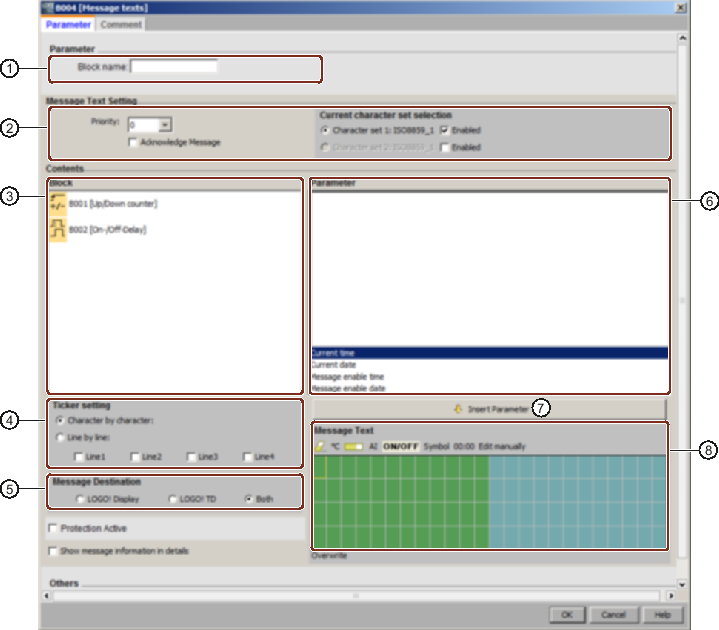 B004 [Message texts]
Parameter Comment
Parameter
1 Block name:
Message Text Setting
2 Priority: 0
Acknowledge Message
Current character set selection
Character set 1: ISO8859_1 Enabled
Character set 2: ISO8859_1 Enabled
Contents
3 Block
B001 [Up/Down counter]
B002 [On-/Off-Delay]
Parameter 6
Current time
Current date
Message enable time
Message enable date
4 Ticker setting
Character by character:
Line by line:
Line1 Line2 Line3 Line4
Insert Parameter 7
5 Message Destination
LOGO! Display LOGO! TD Both
Message Text 8
°C AI ON/OFF Symbol 00:00 Edit manually
Overwrite
Protection Active
Show message information in details
Others
OK Cancel Help